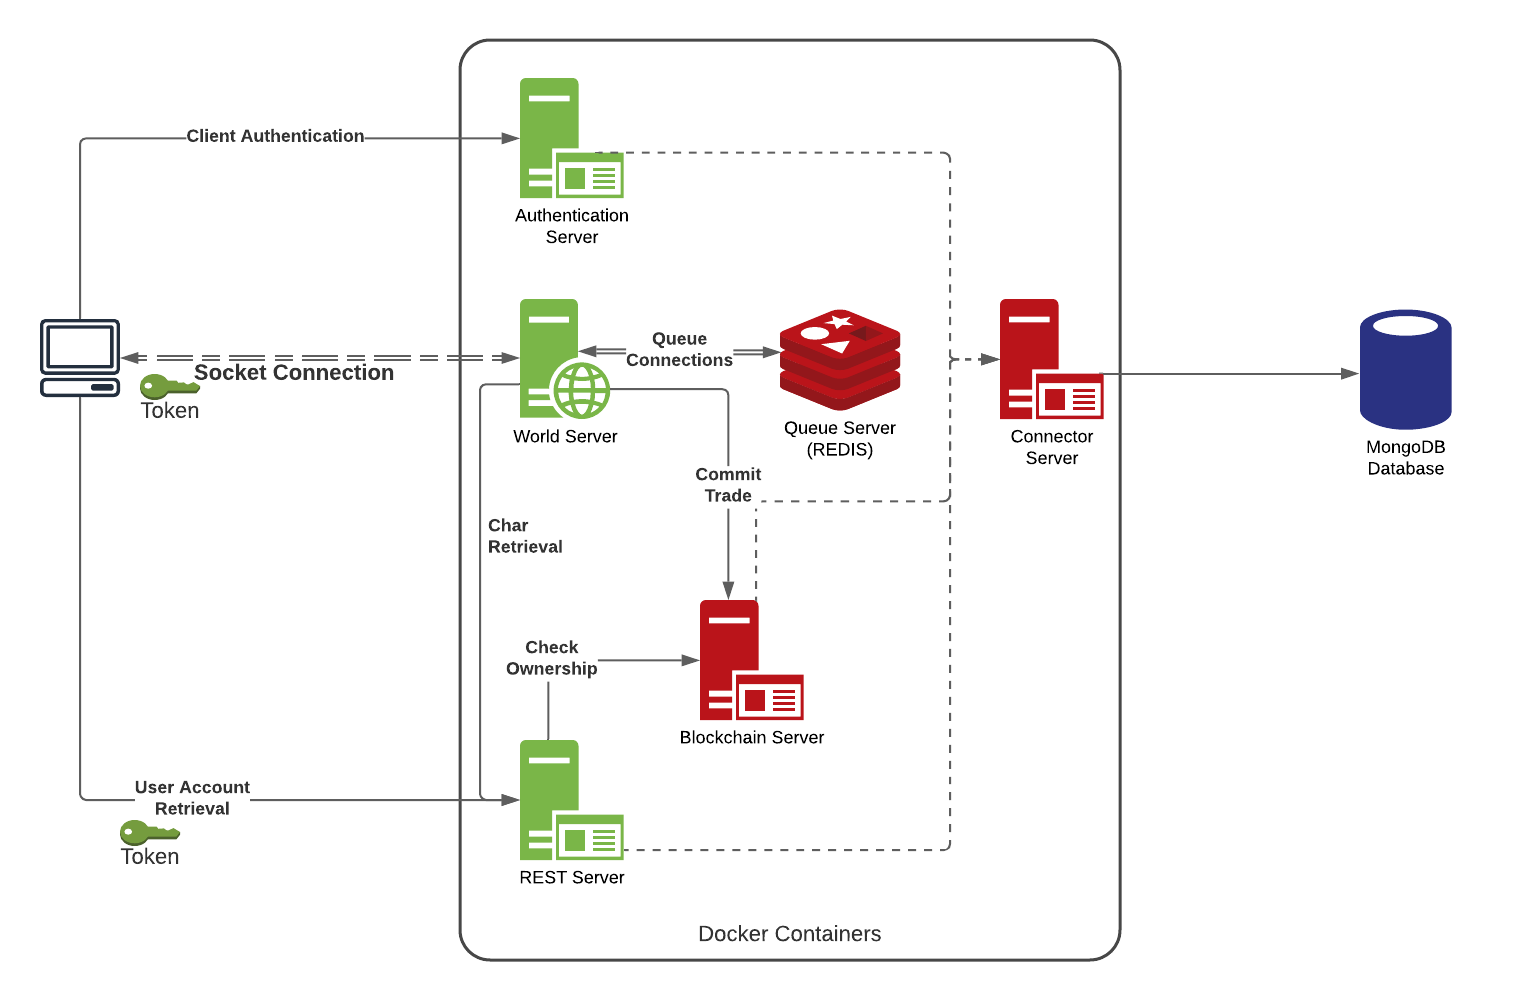 Client Authentication
Authentication
Server
Socket Connection
Token
World Server
Queue
Connections
Queue Server
(REDIS)
Connector
Server
MongoDB
Database
Commit
Trade
Char
Retrieval
Check
Ownership
Blockchain Server
User Account
Retrieval
Token
REST Server
Docker Containers